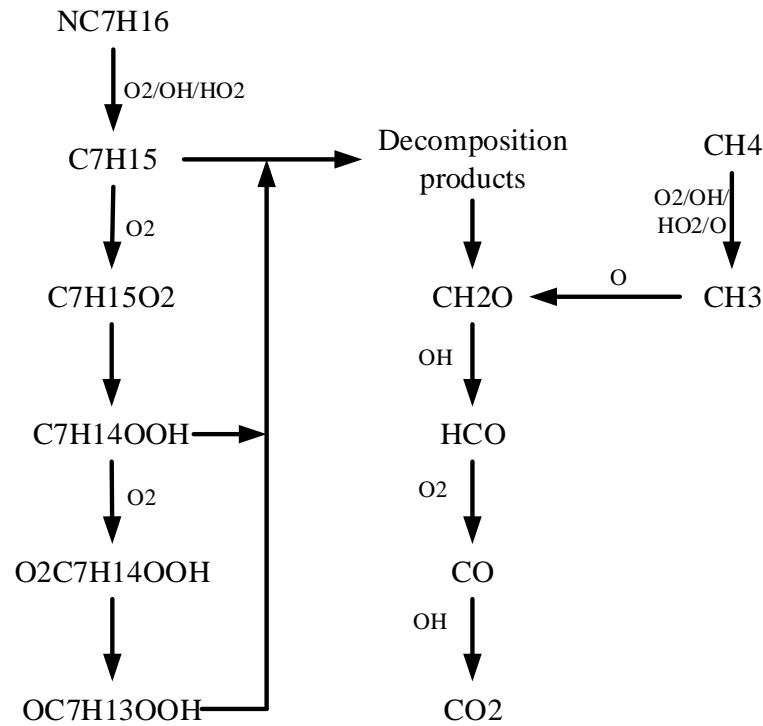 NC7H16
O2/OH/HO2
C7H15
Decomposition
products
CH4
O2/OH/
HO2/O
O2
C7H15O2
CH2O
O
CH3
OH
C7H14OOH
HCO
O2
O2
O2C7H14OOH
CO
OH
OC7H13OOH
CO2